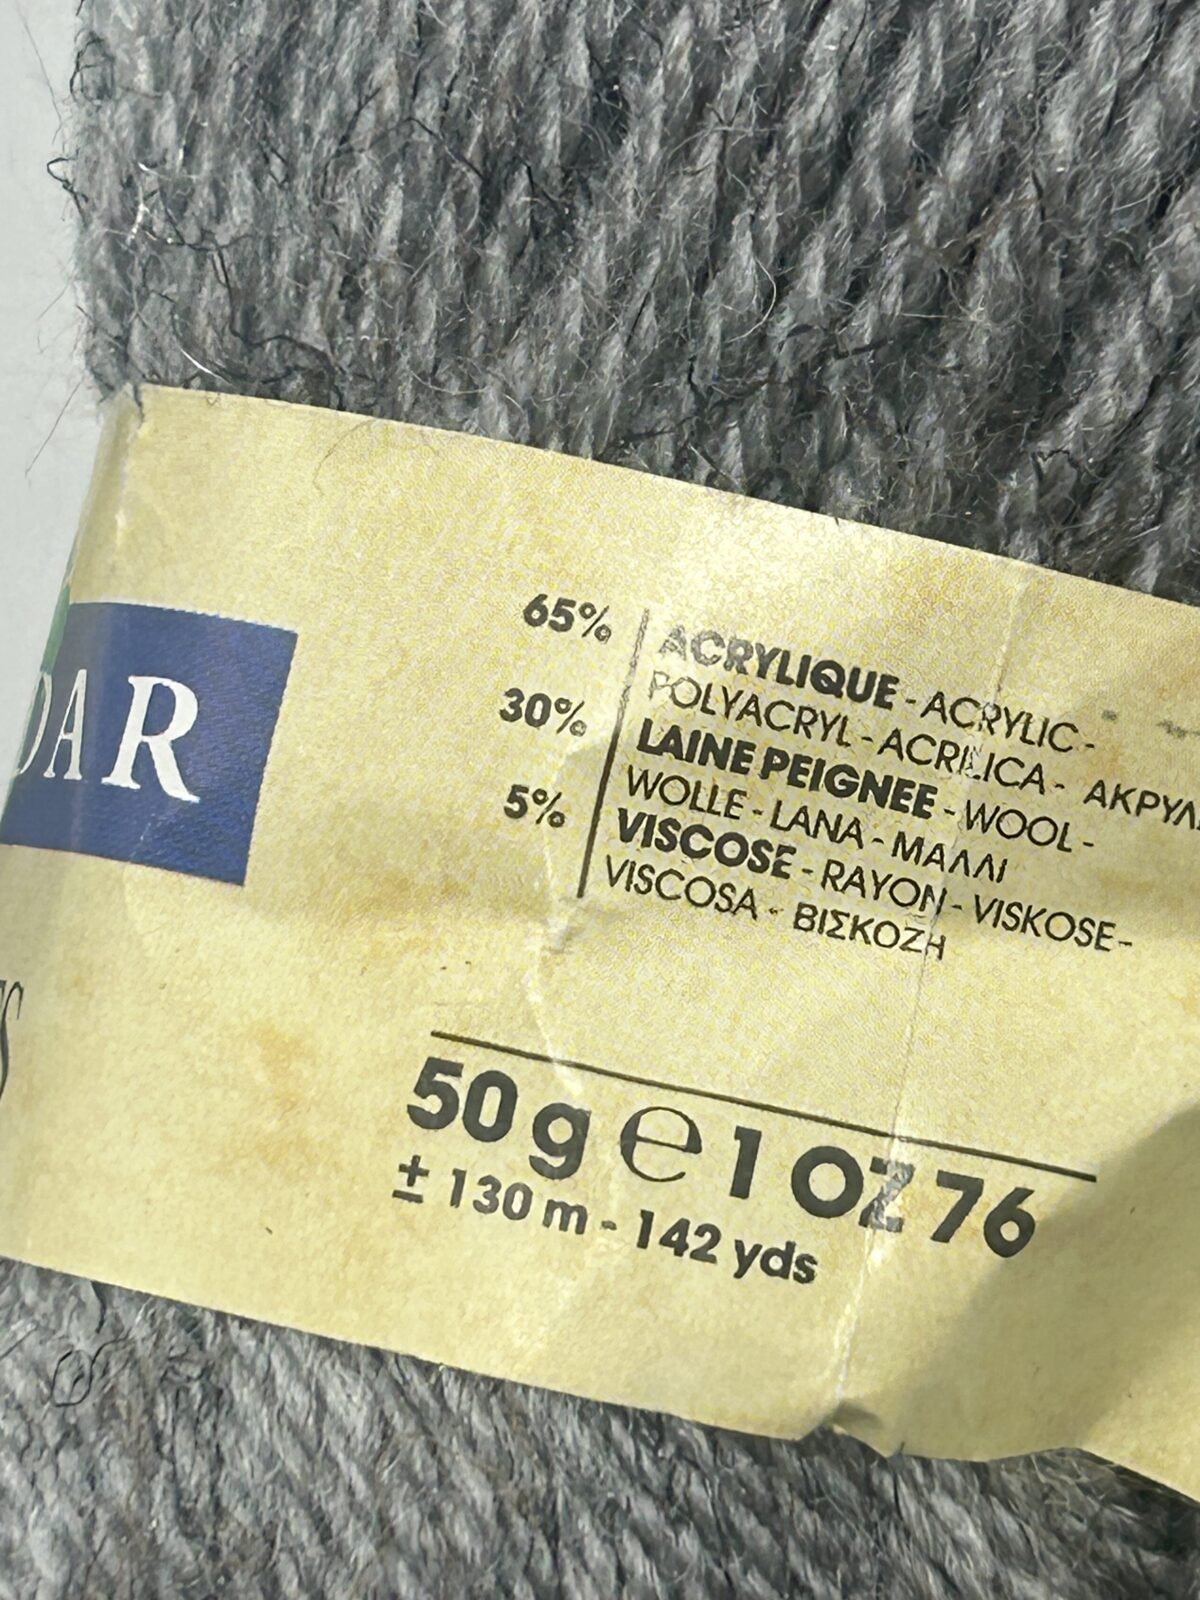 DAR
65%
30%
5%
ACRYLIQUE - ACRYLIC -
POLYACRYL - ACRILICA - ΑΚΡΥΛ
LAINE PEIGNEE - WOOL -
WOLLE - LANA - ΜΑΛΛΙ
VISCOSE - RAYON - VISKOSE -
VISCOSA - ΒΙΣΚΟΖΗ
50 g ℮ 1 OZ 76
± 130 m - 142 yds